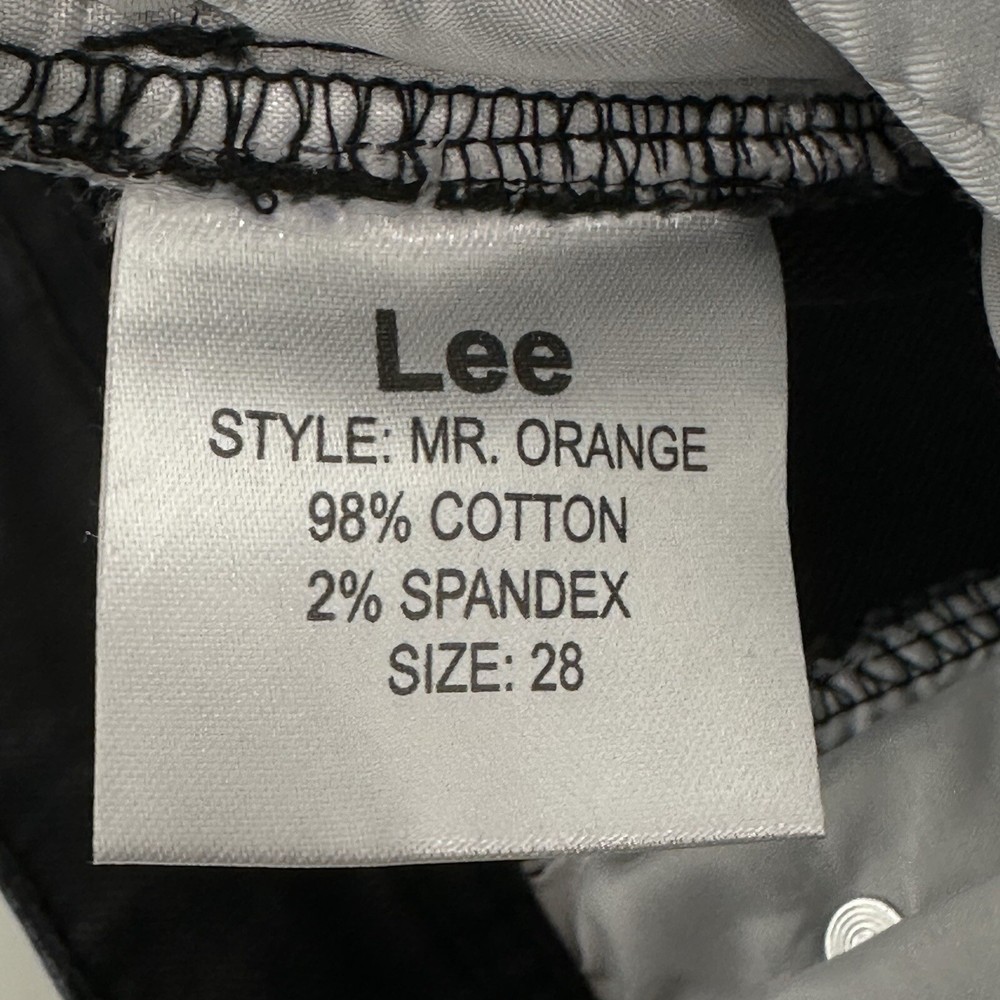 Lee
STYLE: MR. ORANGE
98% COTTON
2% SPANDEX
SIZE: 28